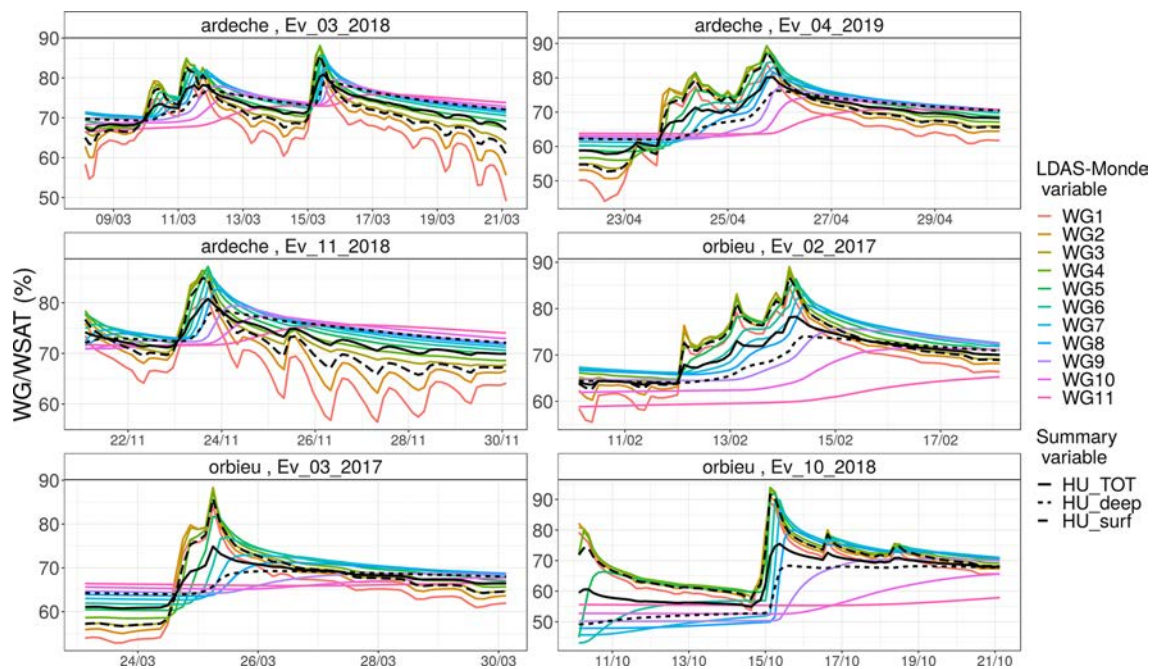 ardeche , Ev_03_2018
ardeche , Ev_04_2019
90
80
70
60
50
09/03 11/03 13/03 15/03 17/03 19/03 21/03
90
80
70
60
50
23/04 25/04 27/04 29/04
ardeche , Ev_11_2018
orbieu , Ev_02_2017
WG/WSAT (%)
80
70
60
22/11 24/11 26/11 28/11 30/11
90
80
70
60
11/02 13/02 15/02 17/02
orbieu , Ev_03_2017
orbieu , Ev_10_2018
90
80
70
60
24/03 26/03 28/03 30/03
90
80
70
60
50
11/10 13/10 15/10 17/10 19/10 21/10
LDAS-Monde
variable
WG1
WG2
WG3
WG4
WG5
WG6
WG7
WG8
WG9
WG10
WG11
Summary
variable
HU_TOT
HU_deep
HU_surf